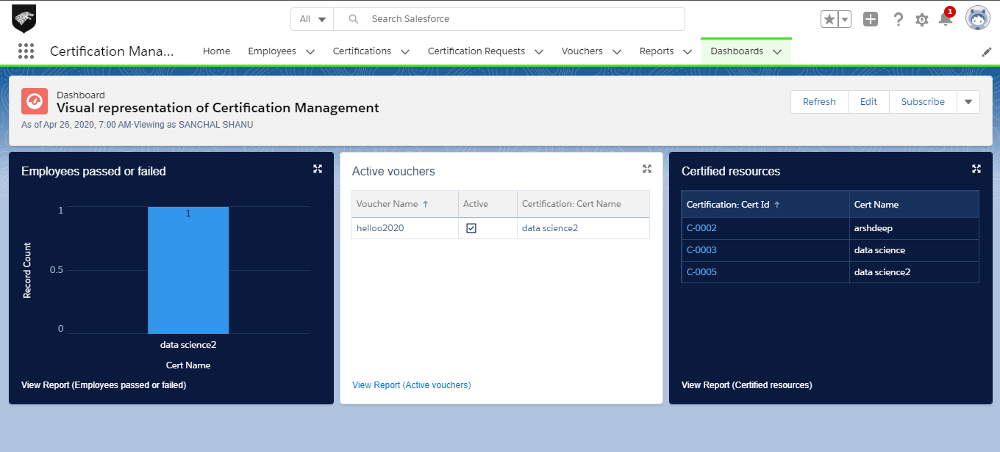 All
Search Salesforce
1
Certification Mana...
Home
Employees
Certifications
Certification Requests
Vouchers
Reports
Dashboards
Dashboard
Visual representation of Certification Management
As of Apr 26, 2020, 7:00 AM·Viewing as SANCHAL SHANU
Refresh
Edit
Subscribe
Employees passed or failed
1
1
0.5
0
Record Count
data science2
Cert Name
View Report (Employees passed or failed)
Active vouchers
Voucher Name ↑ Active Certification: Cert Name
helloo2020 data science2
View Report (Active vouchers)
Certified resources
Certification: Cert Id ↑ Cert Name
C-0002 arshdeep
C-0003 data science
C-0005 data science2
View Report (Certified resources)